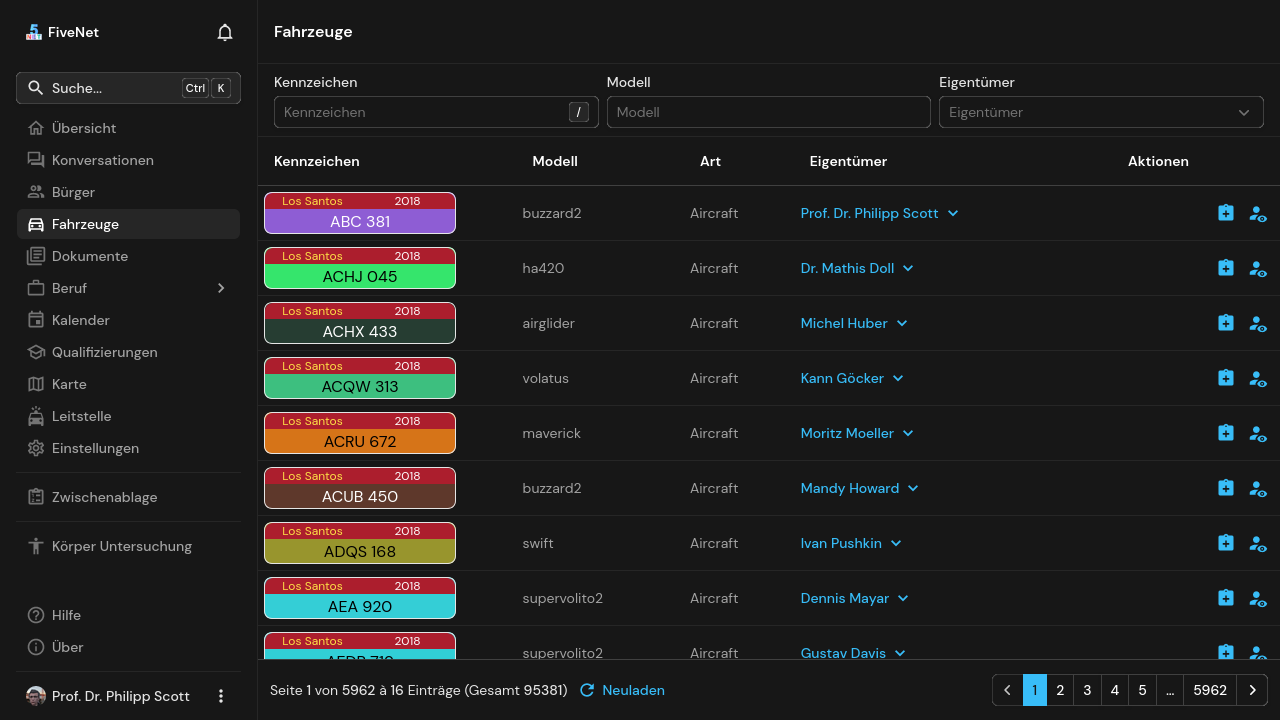 FiveNet
Suche... Ctrl K
Übersicht
Konversationen
Bürger
Fahrzeuge
Dokumente
Beruf
Kalender
Qualifizierungen
Karte
Leitstelle
Einstellungen
Zwischenablage
Körper Untersuchung
Hilfe
Über
Prof. Dr. Philipp Scott
Fahrzeuge
Kennzeichen Modell Eigentümer
Kennzeichen / Modell Eigentümer
Kennzeichen Modell Art Eigentümer Aktionen
Los Santos 2018
ABC 381 buzzard2 Aircraft Prof. Dr. Philipp Scott
Los Santos 2018
ACHJ 045 ha420 Aircraft Dr. Mathis Doll
Los Santos 2018
ACHX 433 airglider Aircraft Michel Huber
Los Santos 2018
ACQW 313 volatus Aircraft Kann Göcker
Los Santos 2018
ACRU 672 maverick Aircraft Moritz Moeller
Los Santos 2018
ACUB 450 buzzard2 Aircraft Mandy Howard
Los Santos 2018
ADQS 168 swift Aircraft Ivan Pushkin
Los Santos 2018
AEA 920 supervolito2 Aircraft Dennis Mayar
Los Santos 2018
supervolito2 Aircraft Gustav Davis
Seite 1 von 5962 à 16 Einträge (Gesamt 95381) Neuladen 1 2 3 4 5 ... 5962